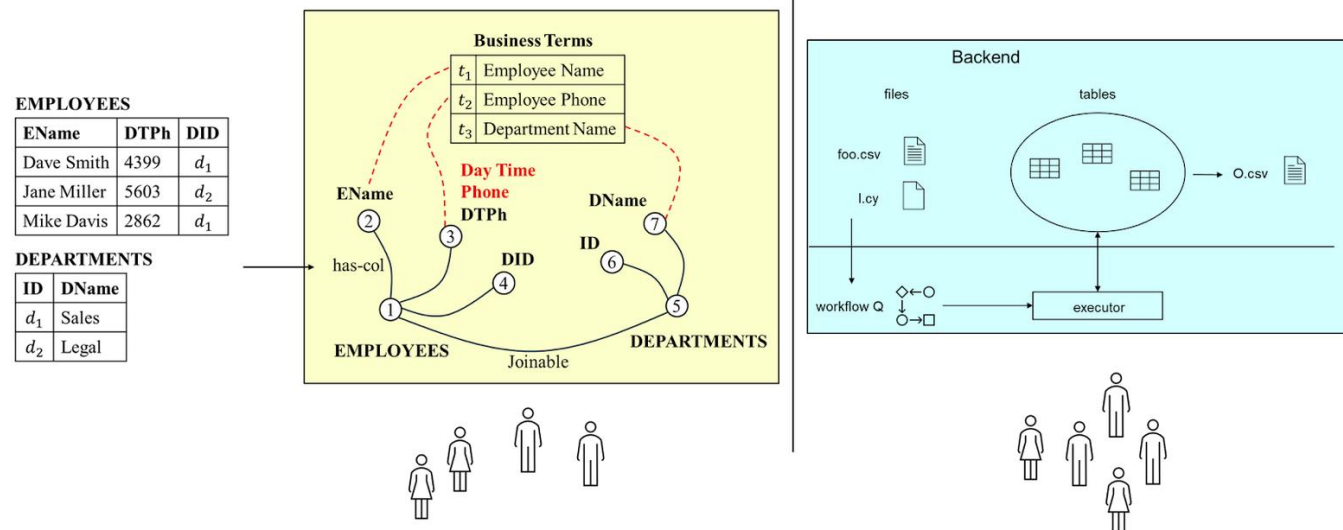 EMPLOYEES
EName DTPh DID
Dave Smith 4399 d₁
Jane Miller 5603 d₂
Mike Davis 2862 d₁
DEPARTMENTS
ID DName
d₁ Sales
d₂ Legal
Business Terms
t₁ Employee Name
t₂ Employee Phone
t₃ Department Name
Day Time
Phone
EName
2
DTPh
3
DName
7
ID
6
DID
4
has-col
1
5
EMPLOYEES
DEPARTMENTS
Joinable
Backend
files
tables
foo.csv
I.cy
O.csv
workflow Q
executor